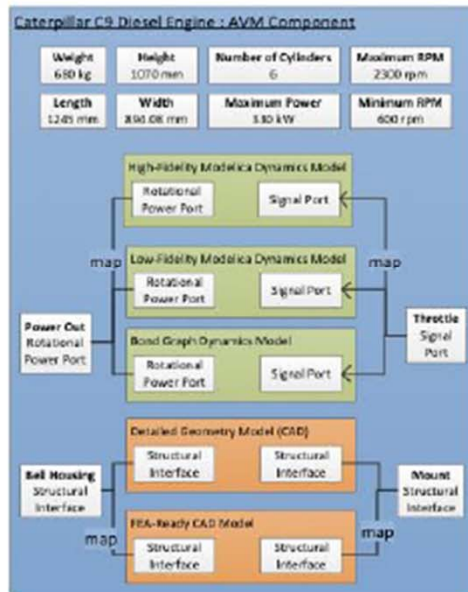 Caterpillar C9 Diesel Engine : AVM Component
Weight
680 kg
Height
1070 mm
Number of Cylinders
6
Maximum RPM
2300 rpm
Length
1245 mm
Width
894.08 mm
Maximum Power
330 kW
Minimum RPM
600 rpm
High-Fidelity Modelica Dynamics Model
Rotational
Power Port
Signal Port
map
map
Low-Fidelity Modelica Dynamics Model
Rotational
Power Port
Signal Port
Power Out
Rotational
Power Port
Throttle
Signal
Port
Bond Graph Dynamics Model
Rotational
Power Port
Signal Port
Detailed Geometry Model (CAD)
Structural
Interface
Structural
Interface
Bell Housing
Structural
Interface
Mount
Structural
Interface
FEA-Ready CAD Model
map
map
Structural
Interface
Structural
Interface